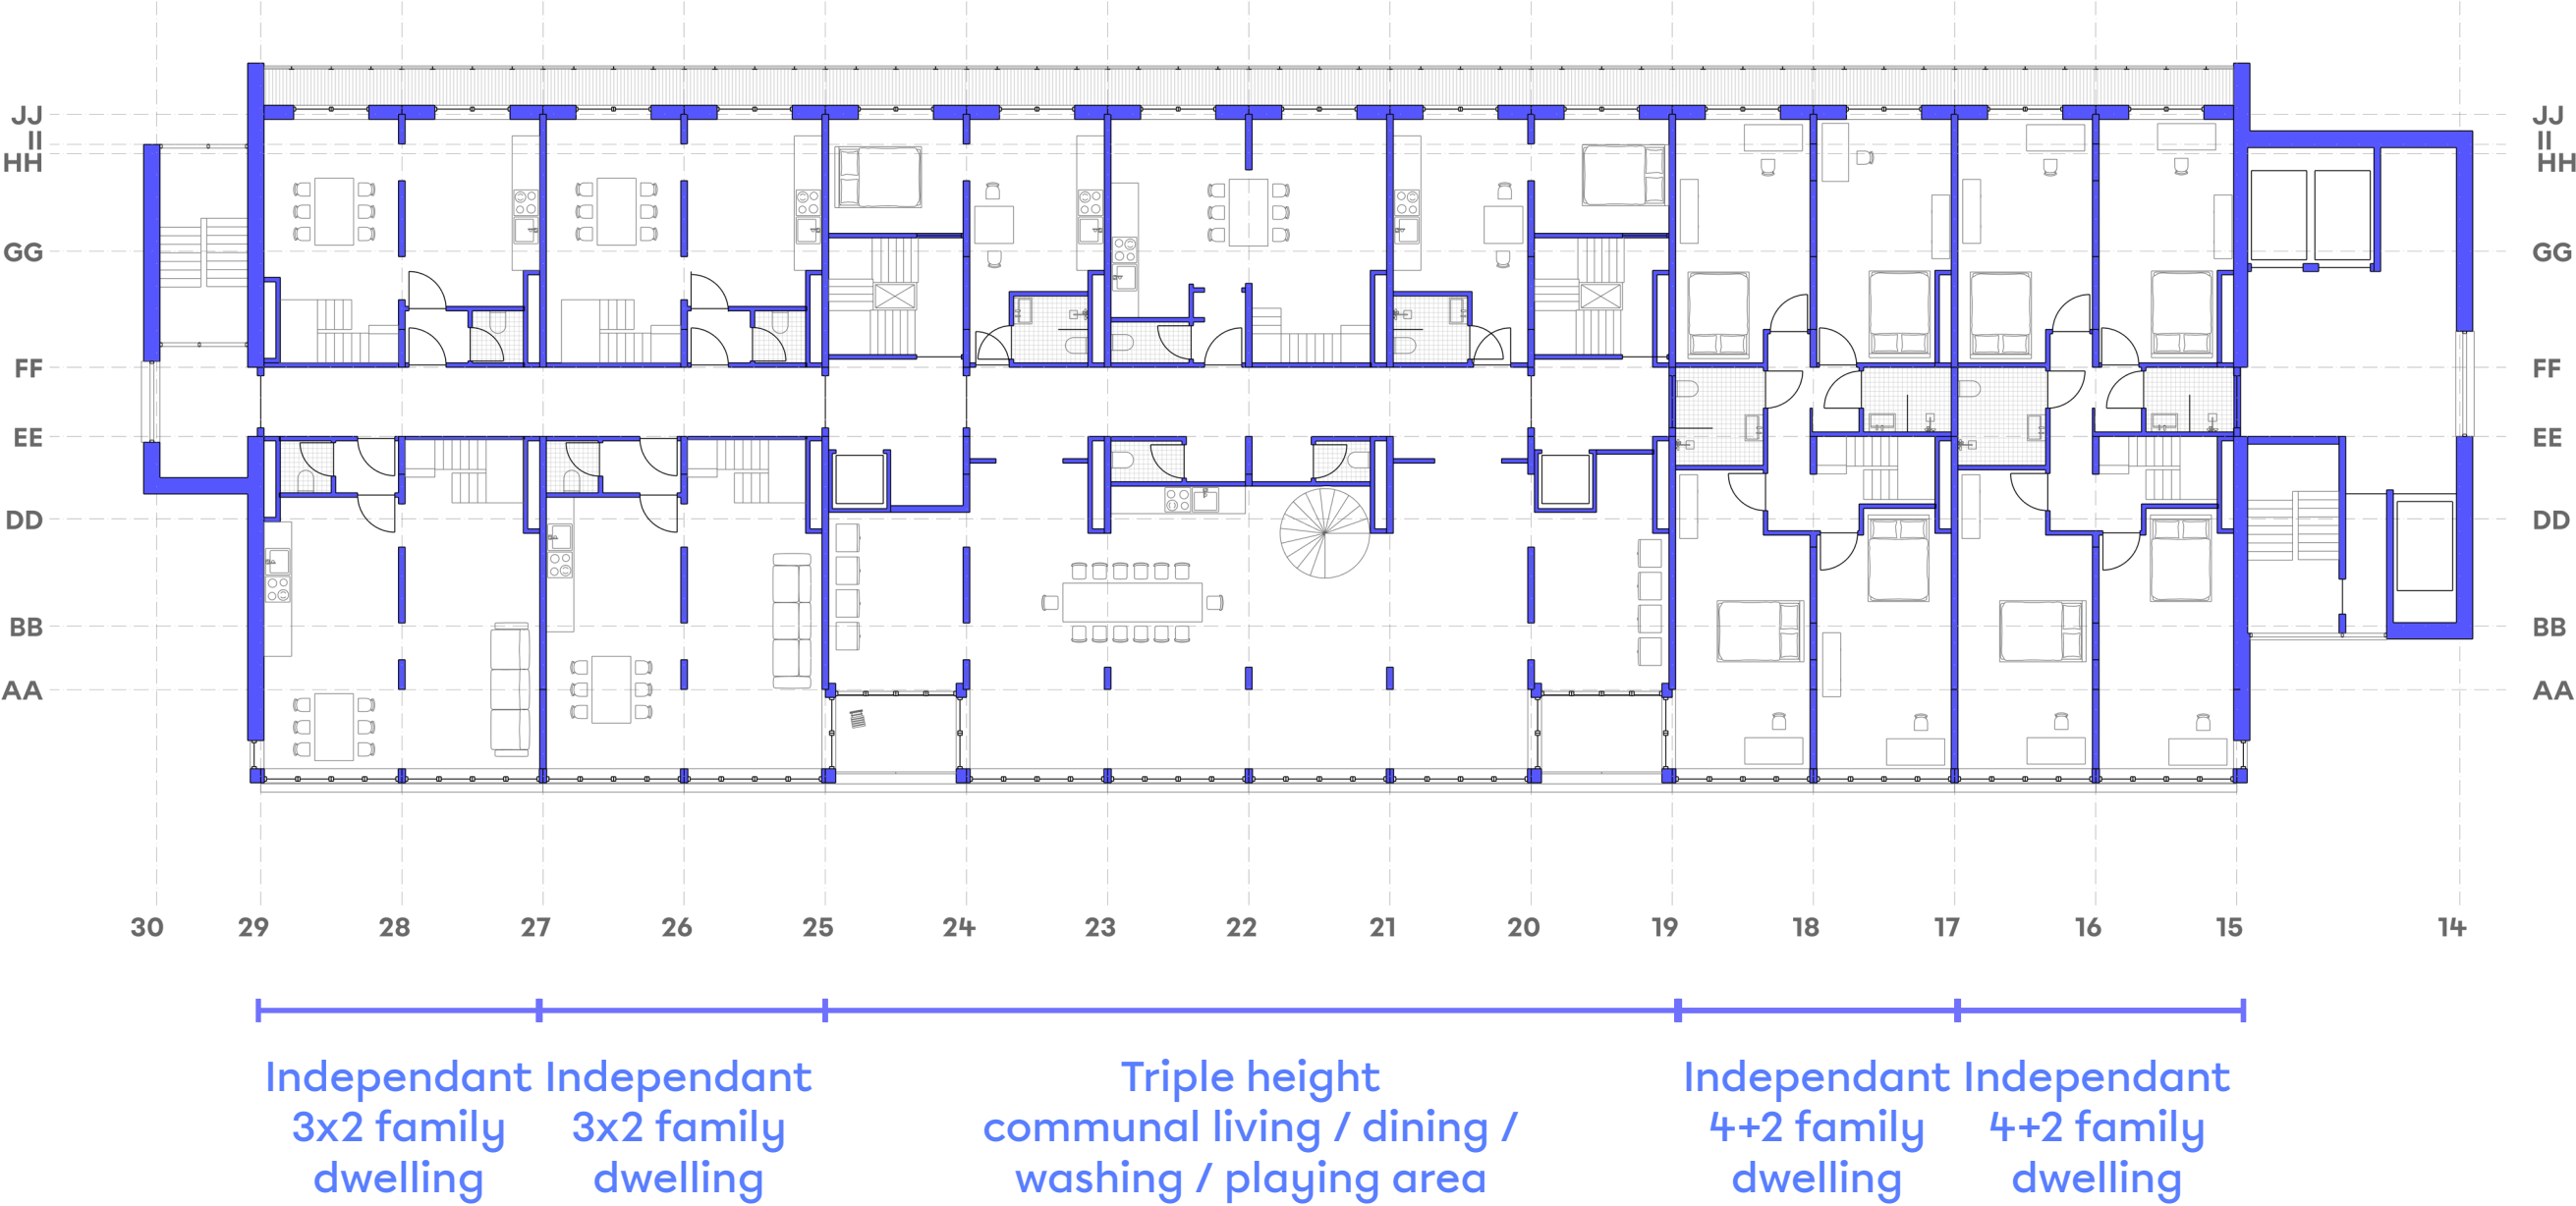 JJ JJ
II II
HH HH
GG GG
FF FF
EE EE
DD DD
BB BB
AA AA
30 29 28 27 26 25 24 23 22 21 20 19 18 17 16 15 14
Independant
3x2 family
dwelling
Independant
3x2 family
dwelling
Triple height
communal living / dining /
washing / playing area
Independant
4+2 family
dwelling
Independant
4+2 family
dwelling